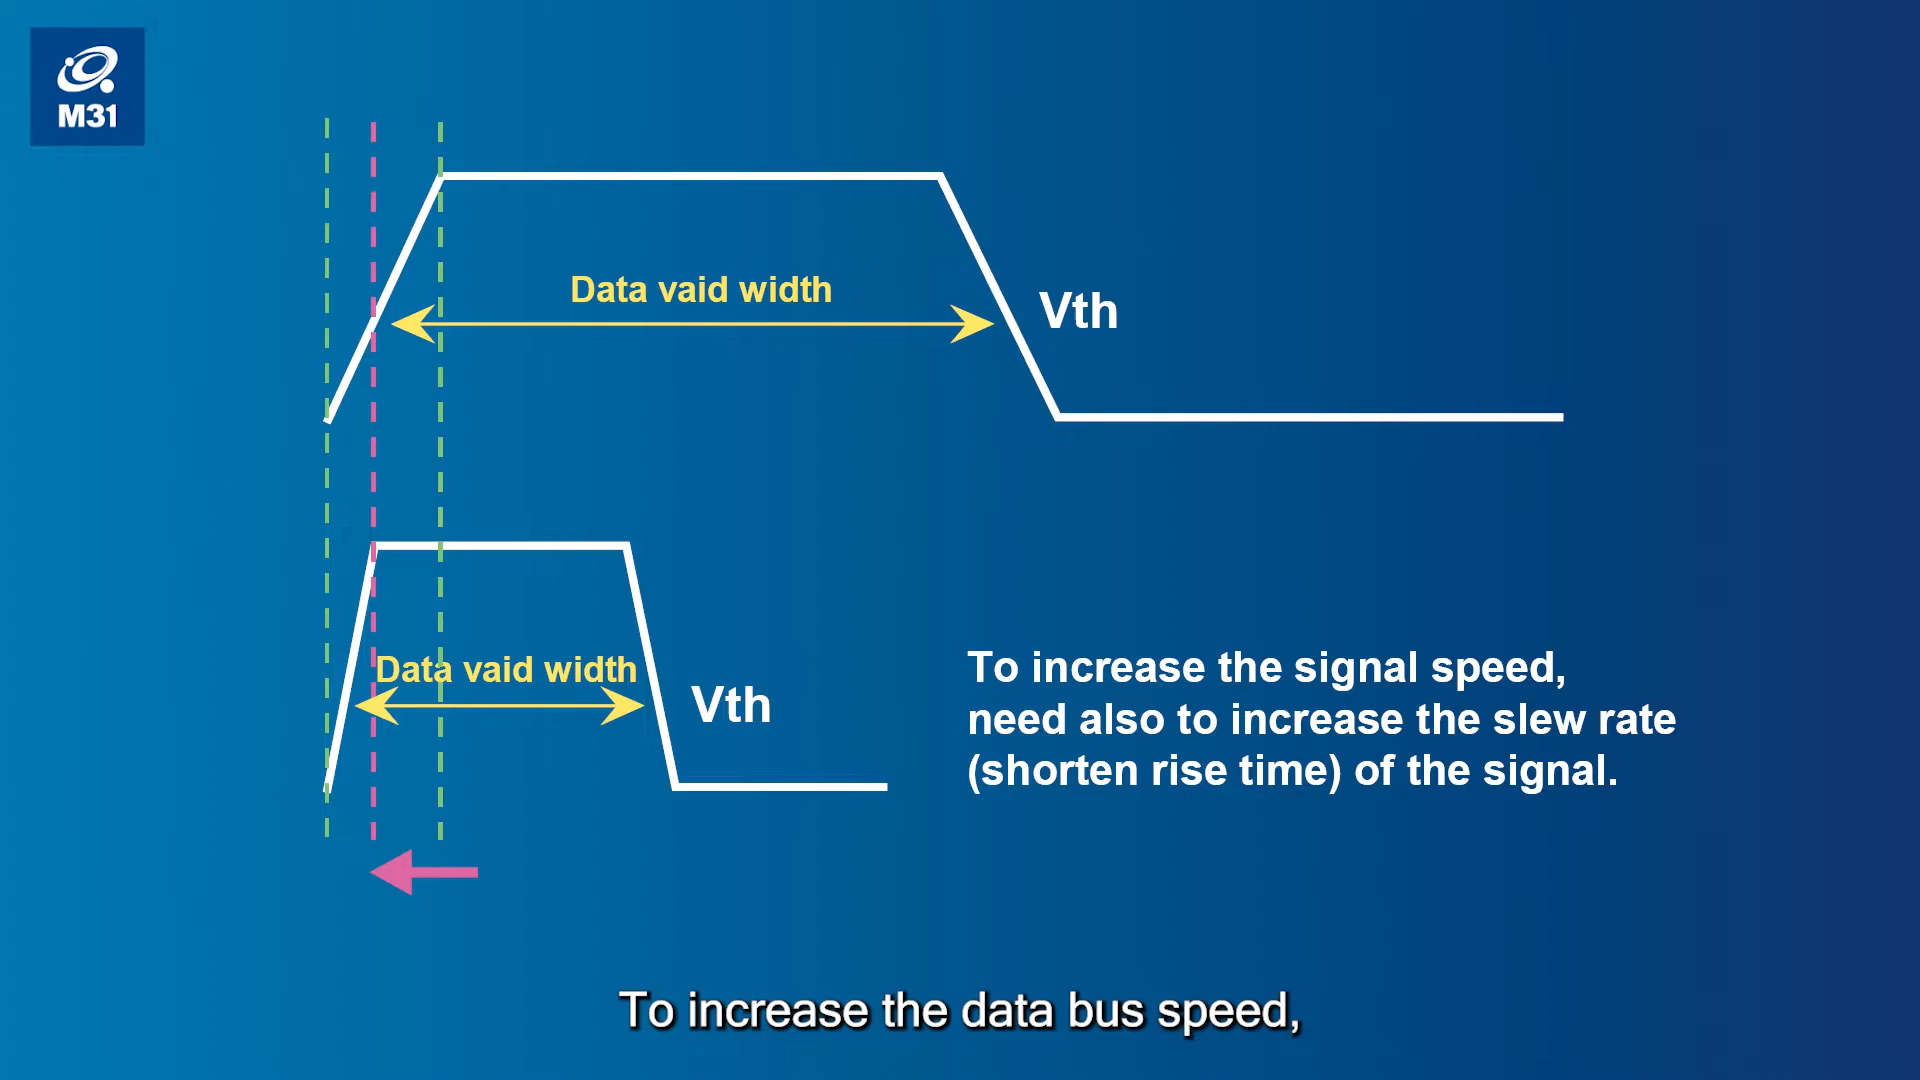 M31
Data vaid width
Vth
Data vaid width
Vth
To increase the signal speed,
need also to increase the slew rate
(shorten rise time) of the signal.
To increase the data bus speed,